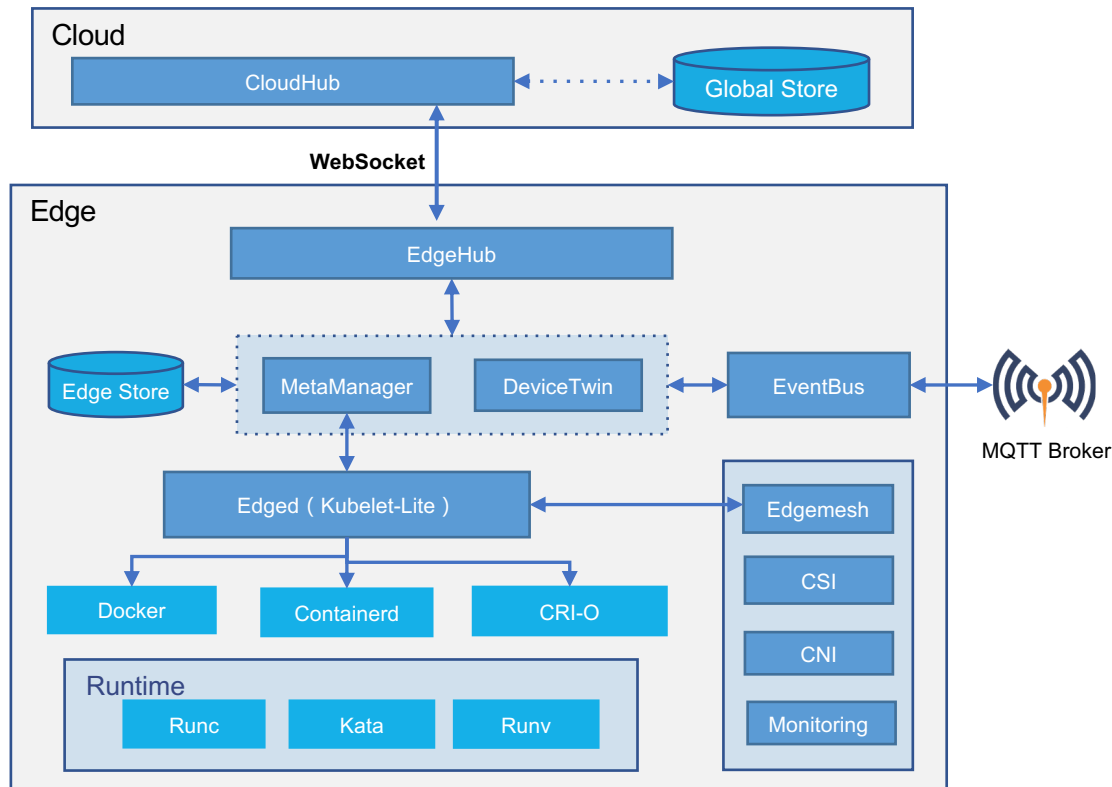 Cloud
CloudHub
Global Store
WebSocket
Edge
EdgeHub
Edge Store
MetaManager
DeviceTwin
EventBus
MQTT Broker
Edged ( Kubelet-Lite )
Edgemesh
CSI
CNI
Monitoring
Docker
Containerd
CRI-O
Runtime
Runc
Kata
Runv